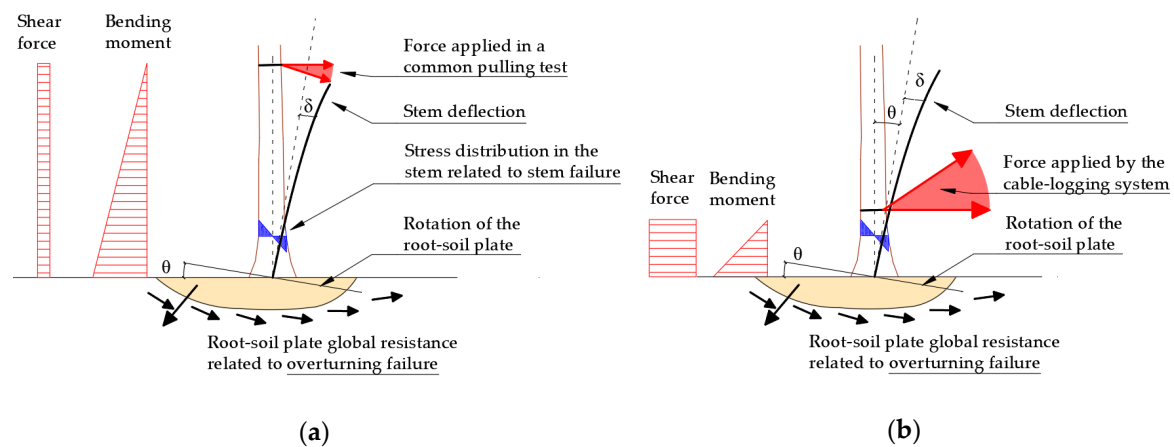 Shear
force
Bending
moment
Force applied in a
common pulling test
δ
Stem deflection
Stress distribution in the
stem related to stem failure
Rotation of the
root-soil plate
θ
Root-soil plate global resistance
related to overturning failure
(a)
δ
θ
Stem deflection
Force applied by the
cable-logging system
Shear
force
Bending
moment
Rotation of the
root-soil plate
θ
Root-soil plate global resistance
related to overturning failure
(b)